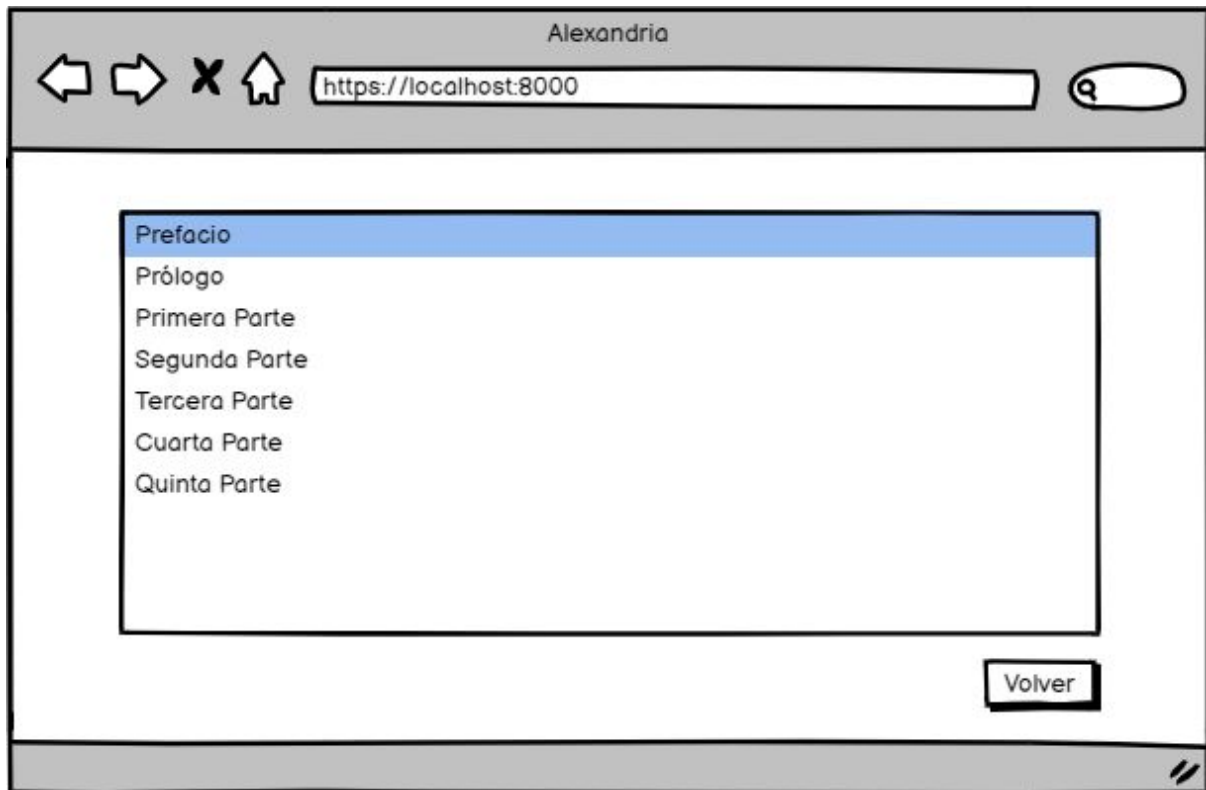 Alexandria
https://localhost:8000
Prefacio
Prólogo
Primera Parte
Segunda Parte
Tercera Parte
Cuarta Parte
Quinta Parte
Volver